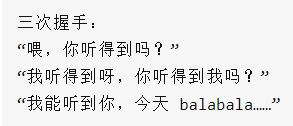 三次握手：
“喂，你听得到吗？”
“我听得到呀，你听得到我吗？”
“我能听到你，今天 balabala……”